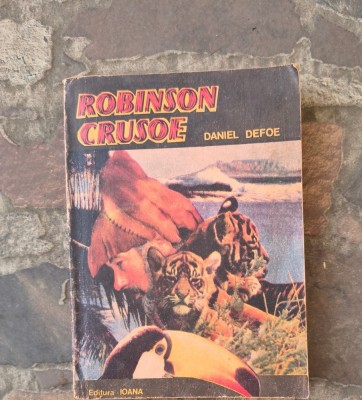 ROBINSON
CRUSOE
DANIEL DEFOE
Editura IOANA